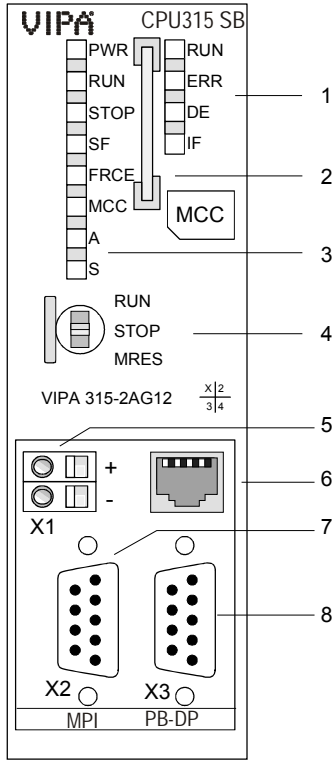 VIPA CPU315 SB
PWR
RUN
STOP
SF
FRCE
MCC
A
S
RUN
ERR
DE
IF
MCC
1
2
3
RUN
STOP
MRES
4
VIPA 315-2AG12
X 2
3 4
5
+
-
X1
6
7
8
X2
X3
MPI
PB-DP